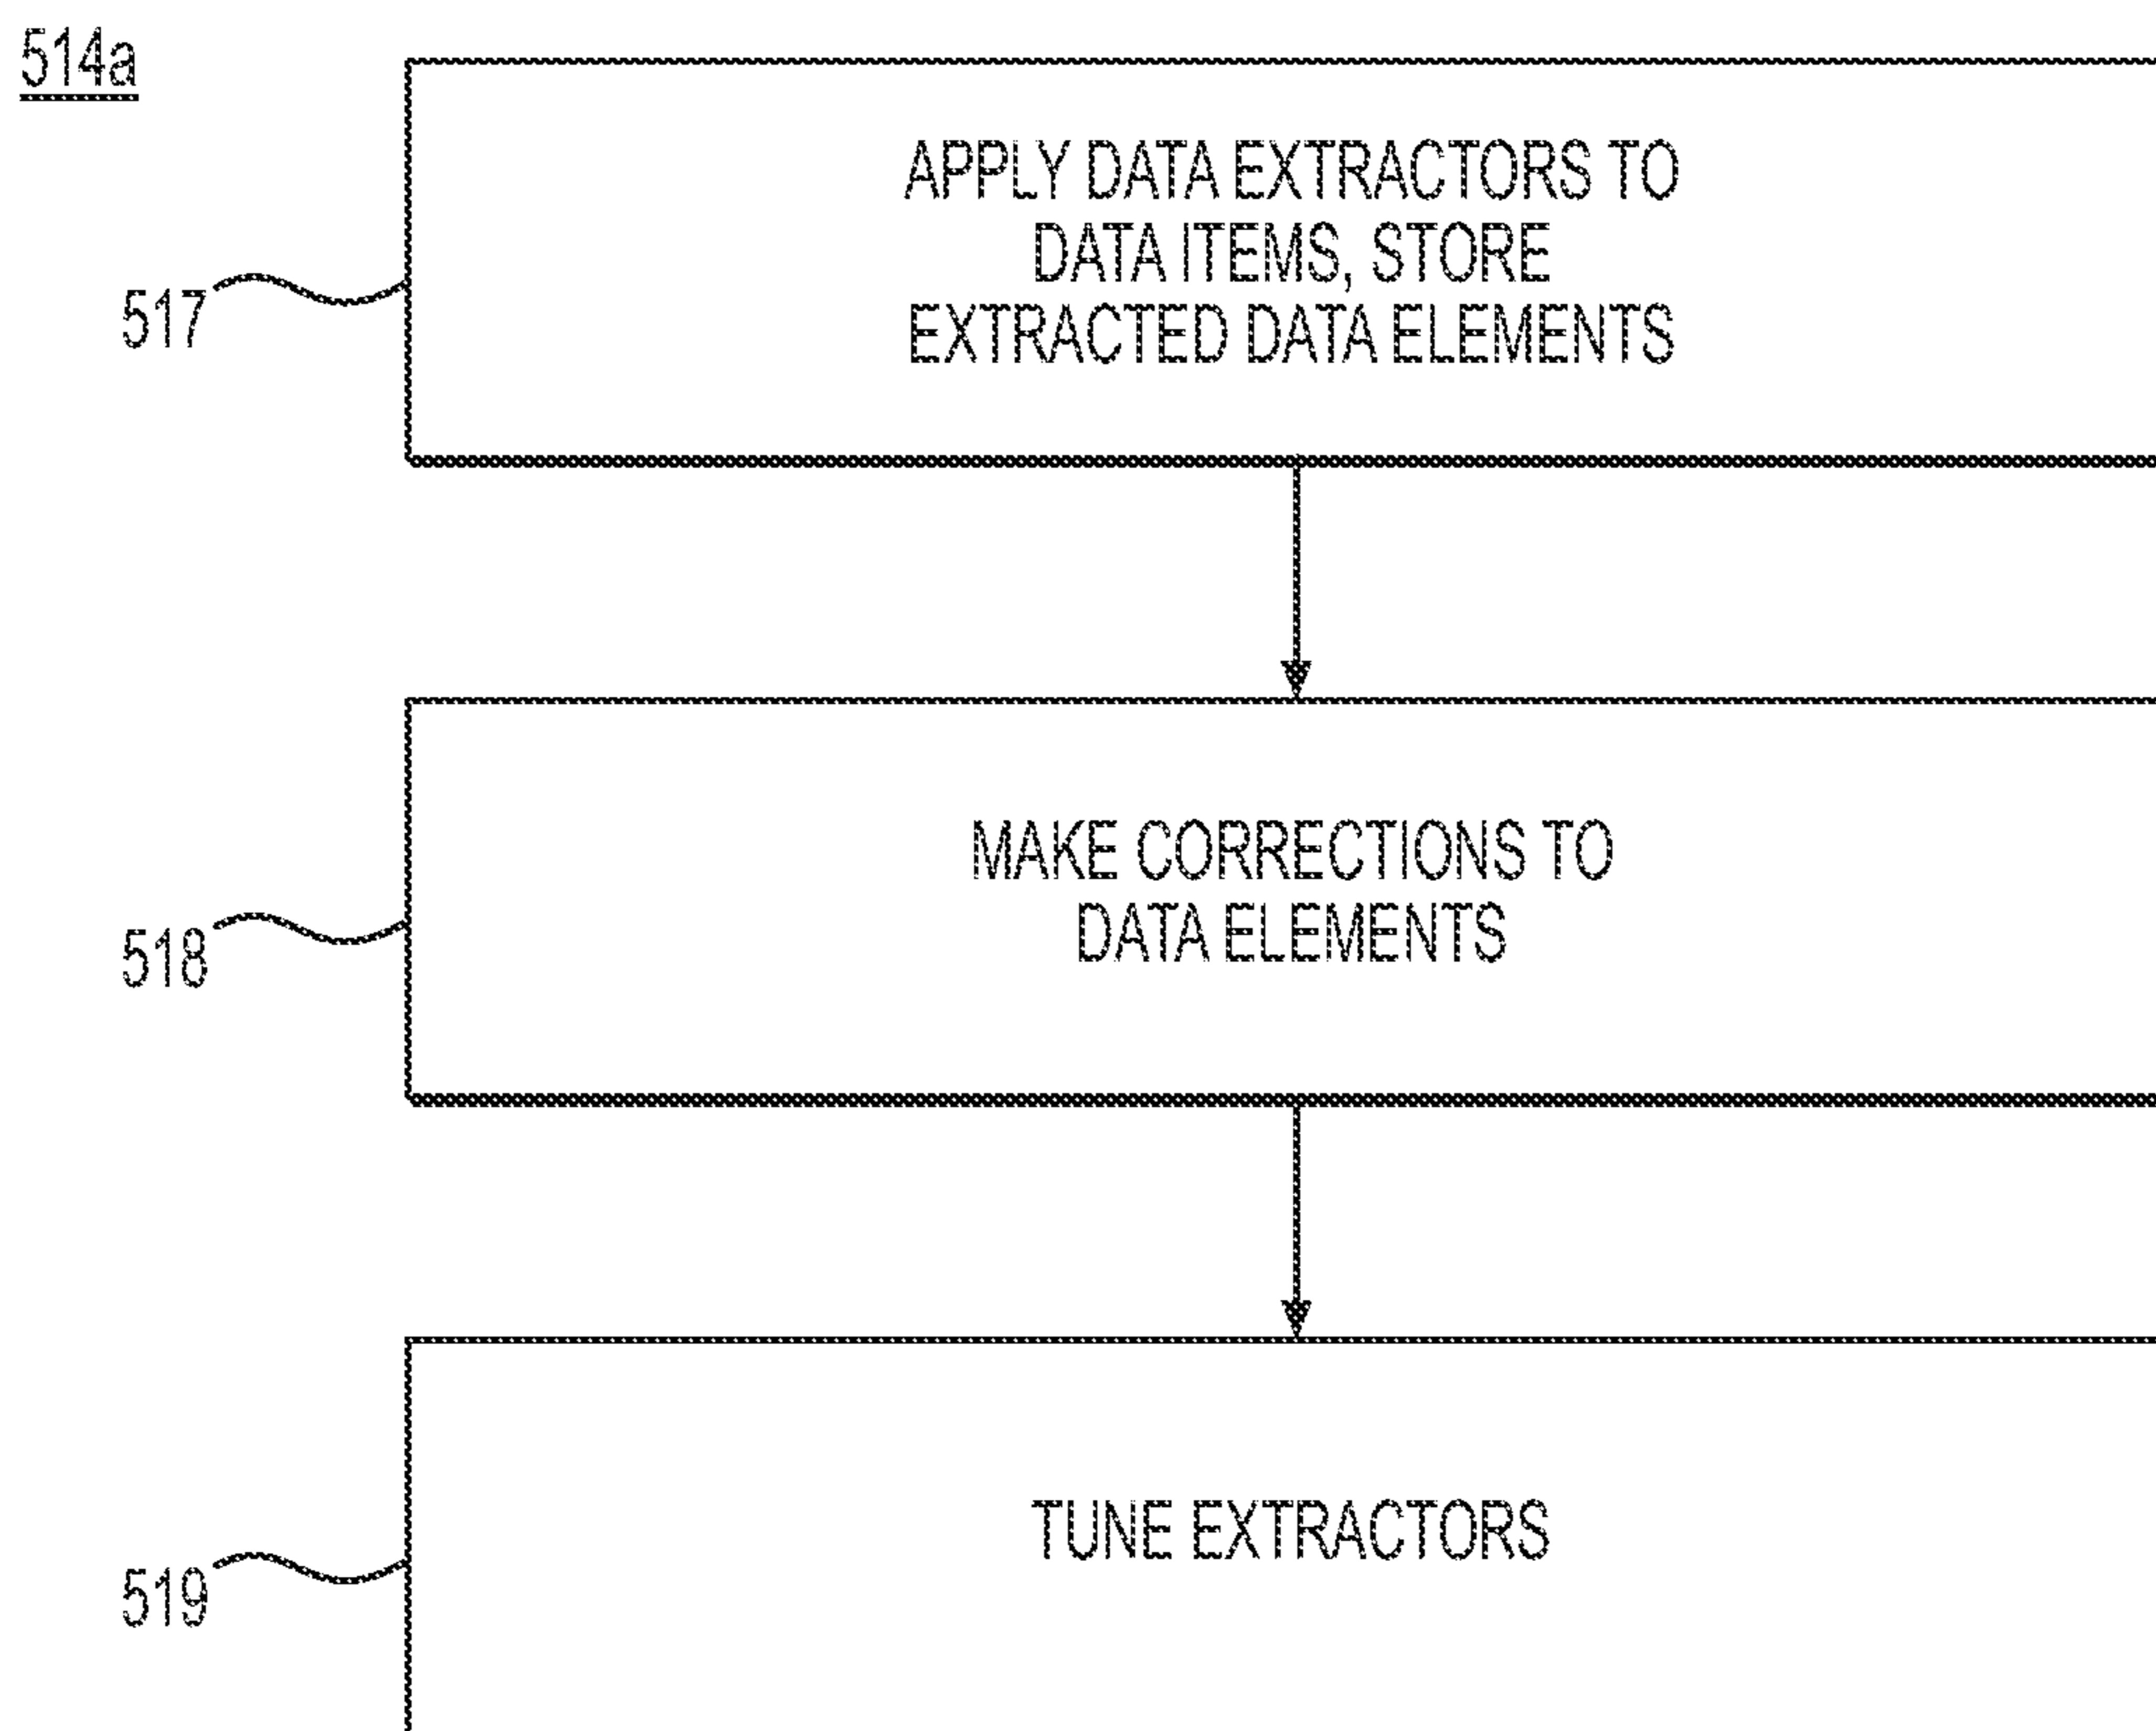 514a
APPLY DATA EXTRACTORS TO
DATA ITEMS, STORE
EXTRACTED DATA ELEMENTS
517
MAKE CORRECTIONS TO
DATA ELEMENTS
518
TUNE EXTRACTORS
519